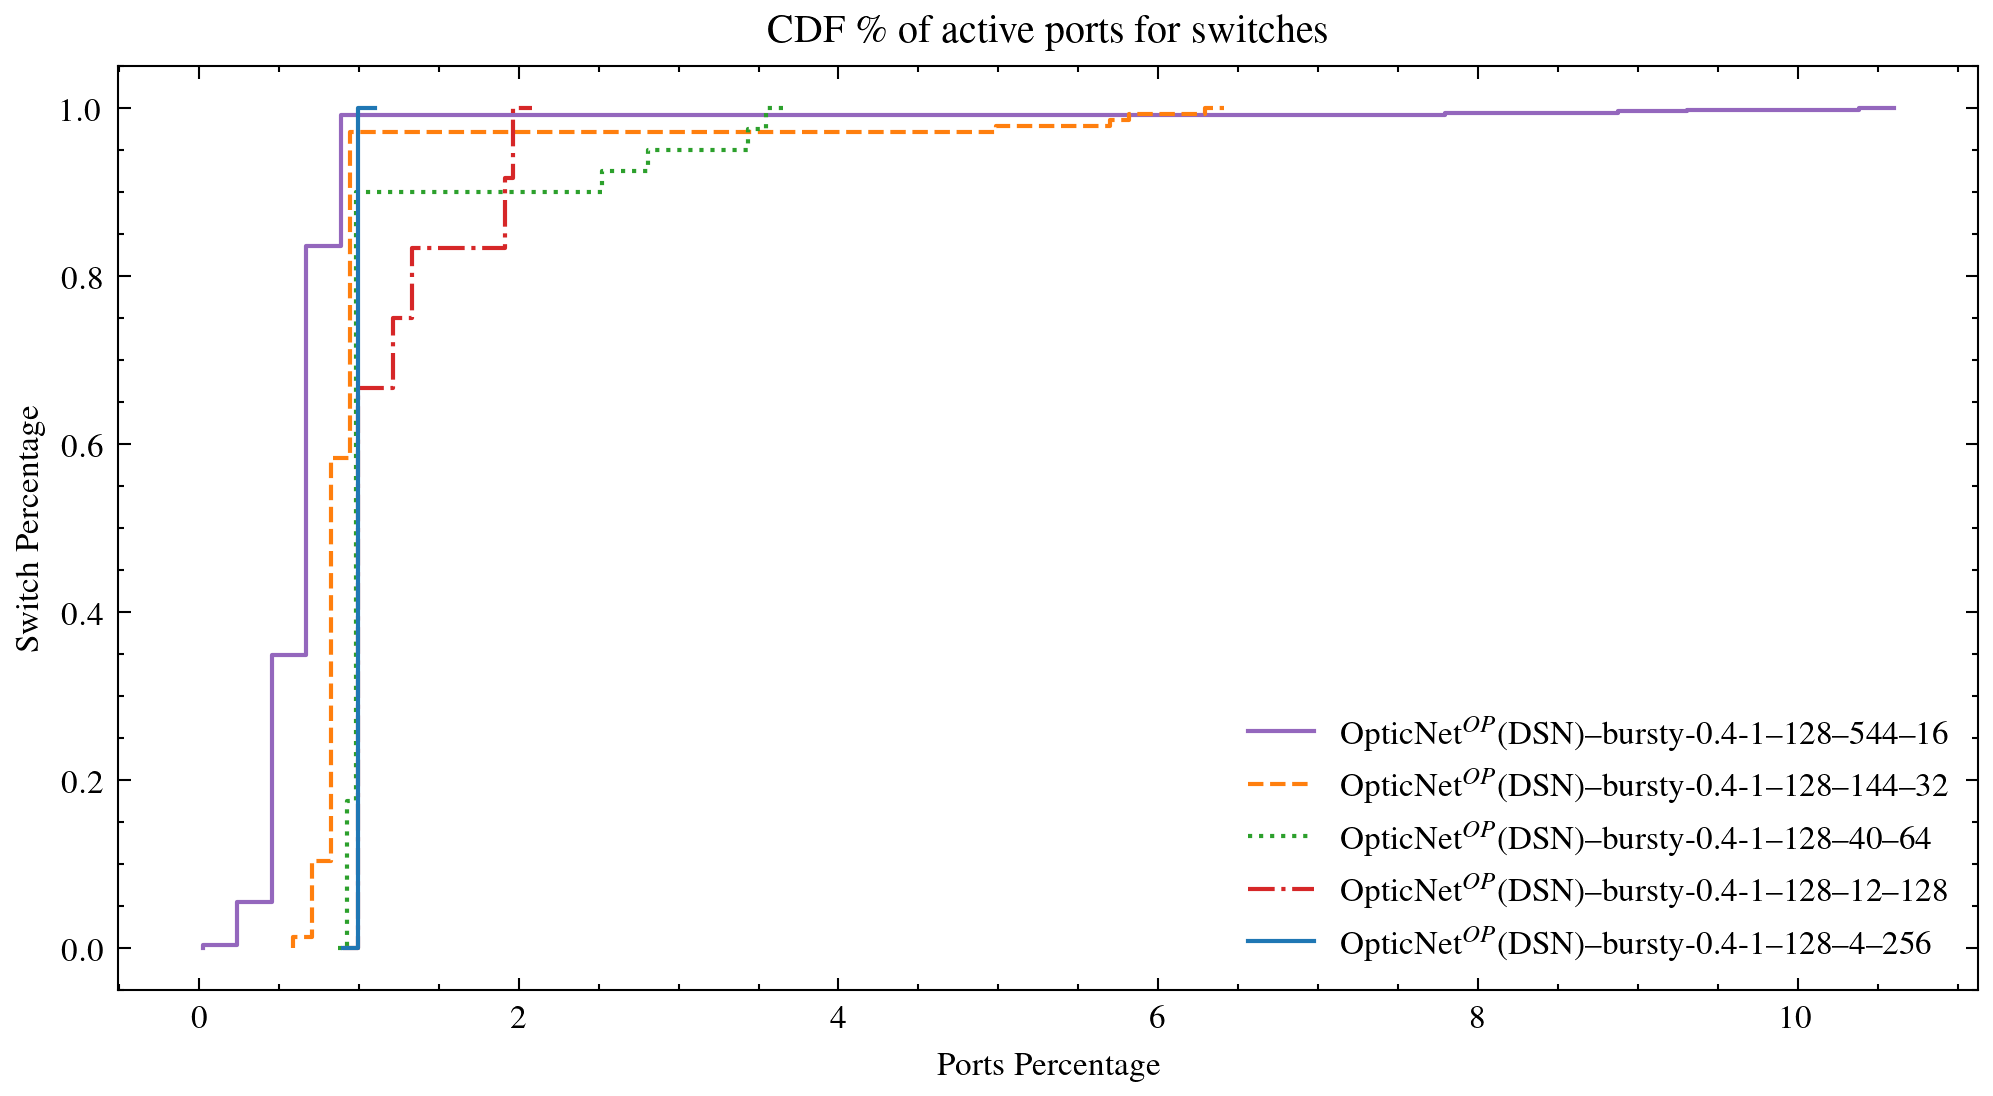 CDF % of active ports for switches
1.0
0.8
0.6
0.4
0.2
0.0
Switch Percentage
OpticNet^OP(DSN)–bursty-0.4-1–128–544–16
OpticNet^OP(DSN)–bursty-0.4-1–128–144–32
OpticNet^OP(DSN)–bursty-0.4-1–128–40–64
OpticNet^OP(DSN)–bursty-0.4-1–128–12–128
OpticNet^OP(DSN)–bursty-0.4-1–128–4–256
0 2 4 6 8 10
Ports Percentage